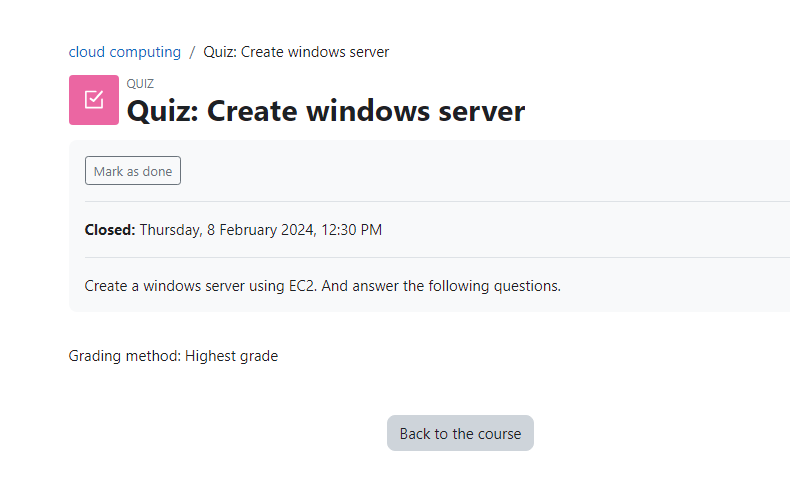 cloud computing / Quiz: Create windows server
QUIZ
Quiz: Create windows server
Mark as done
Closed: Thursday, 8 February 2024, 12:30 PM
Create a windows server using EC2. And answer the following questions.
Grading method: Highest grade
Back to the course